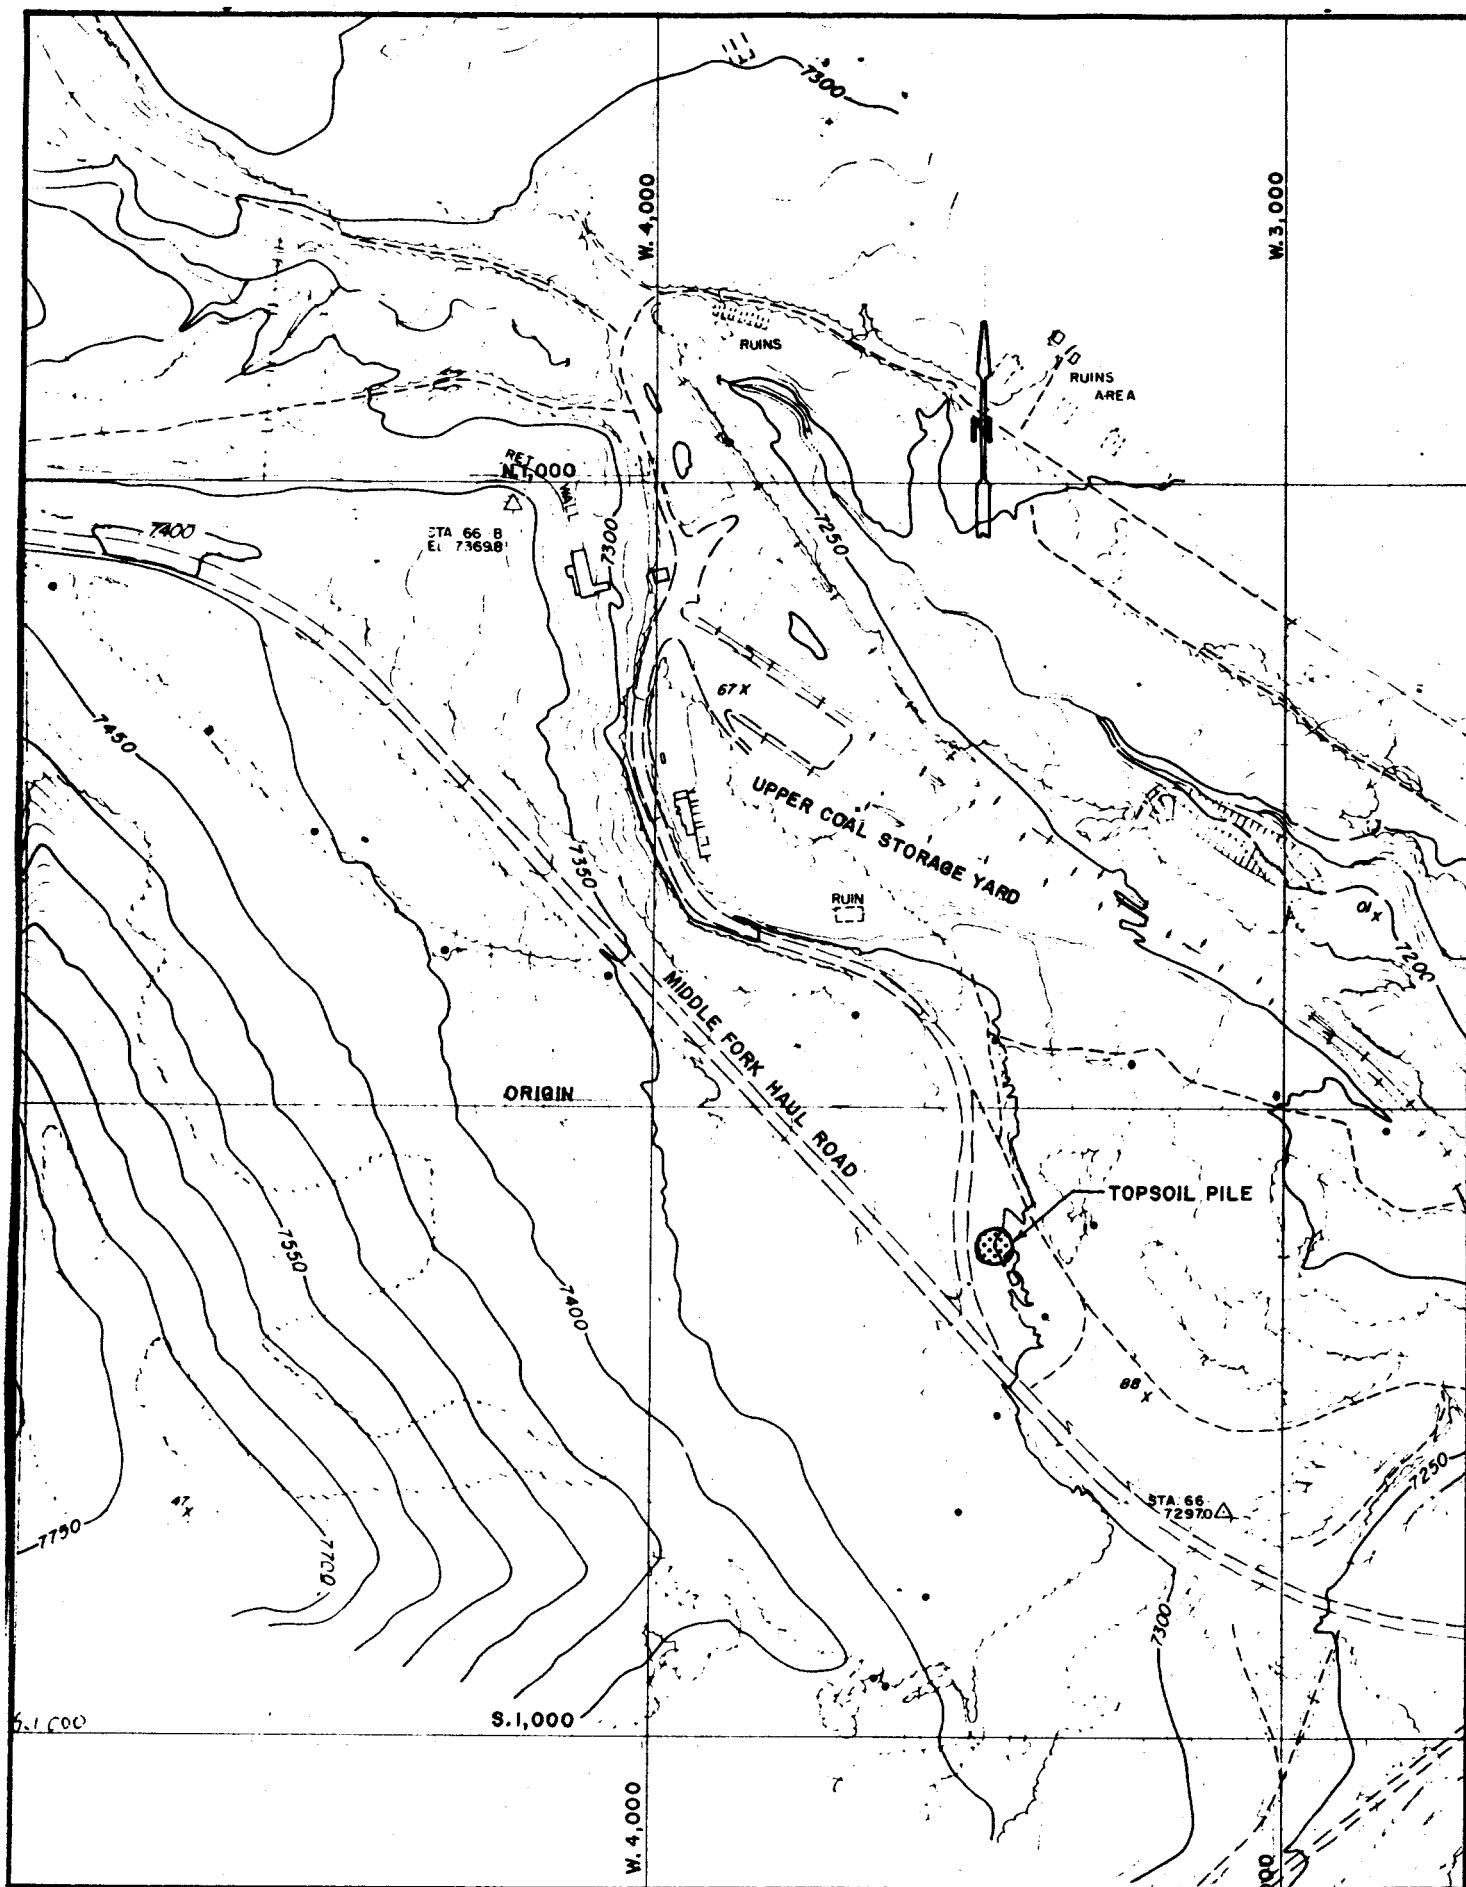 7300
W. 4,000
W. 3,000
RUINS
RUINS
AREA
N
RET.
WALL
N.1,000
7400
STA 66 B
EL 7369.8
7300
7250
7450
67 X
UPPER COAL STORAGE YARD
7350
RUIN
10 X
7200
MIDDLE FORK HAUL ROAD
ORIGIN
TOPSOIL PILE
7550
7400
88 X
7250
47 X
STA. 66
7297.0
7750
7700
7300
S.1,000
W. 4,000